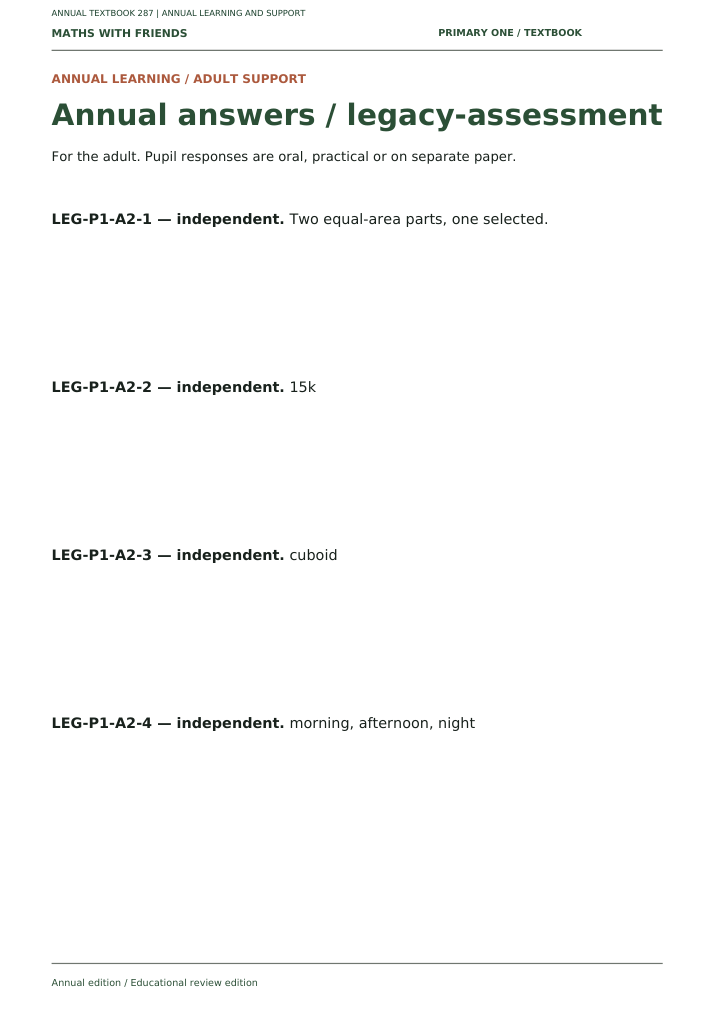 ANNUAL TEXTBOOK 287 | ANNUAL LEARNING AND SUPPORT
MATHS WITH FRIENDS
PRIMARY ONE / TEXTBOOK
ANNUAL LEARNING / ADULT SUPPORT
Annual answers / legacy-assessment
For the adult. Pupil responses are oral, practical or on separate paper.
LEG-P1-A2-1 — independent. Two equal-area parts, one selected.
LEG-P1-A2-2 — independent. 15k
LEG-P1-A2-3 — independent. cuboid
LEG-P1-A2-4 — independent. morning, afternoon, night
Annual edition / Educational review edition